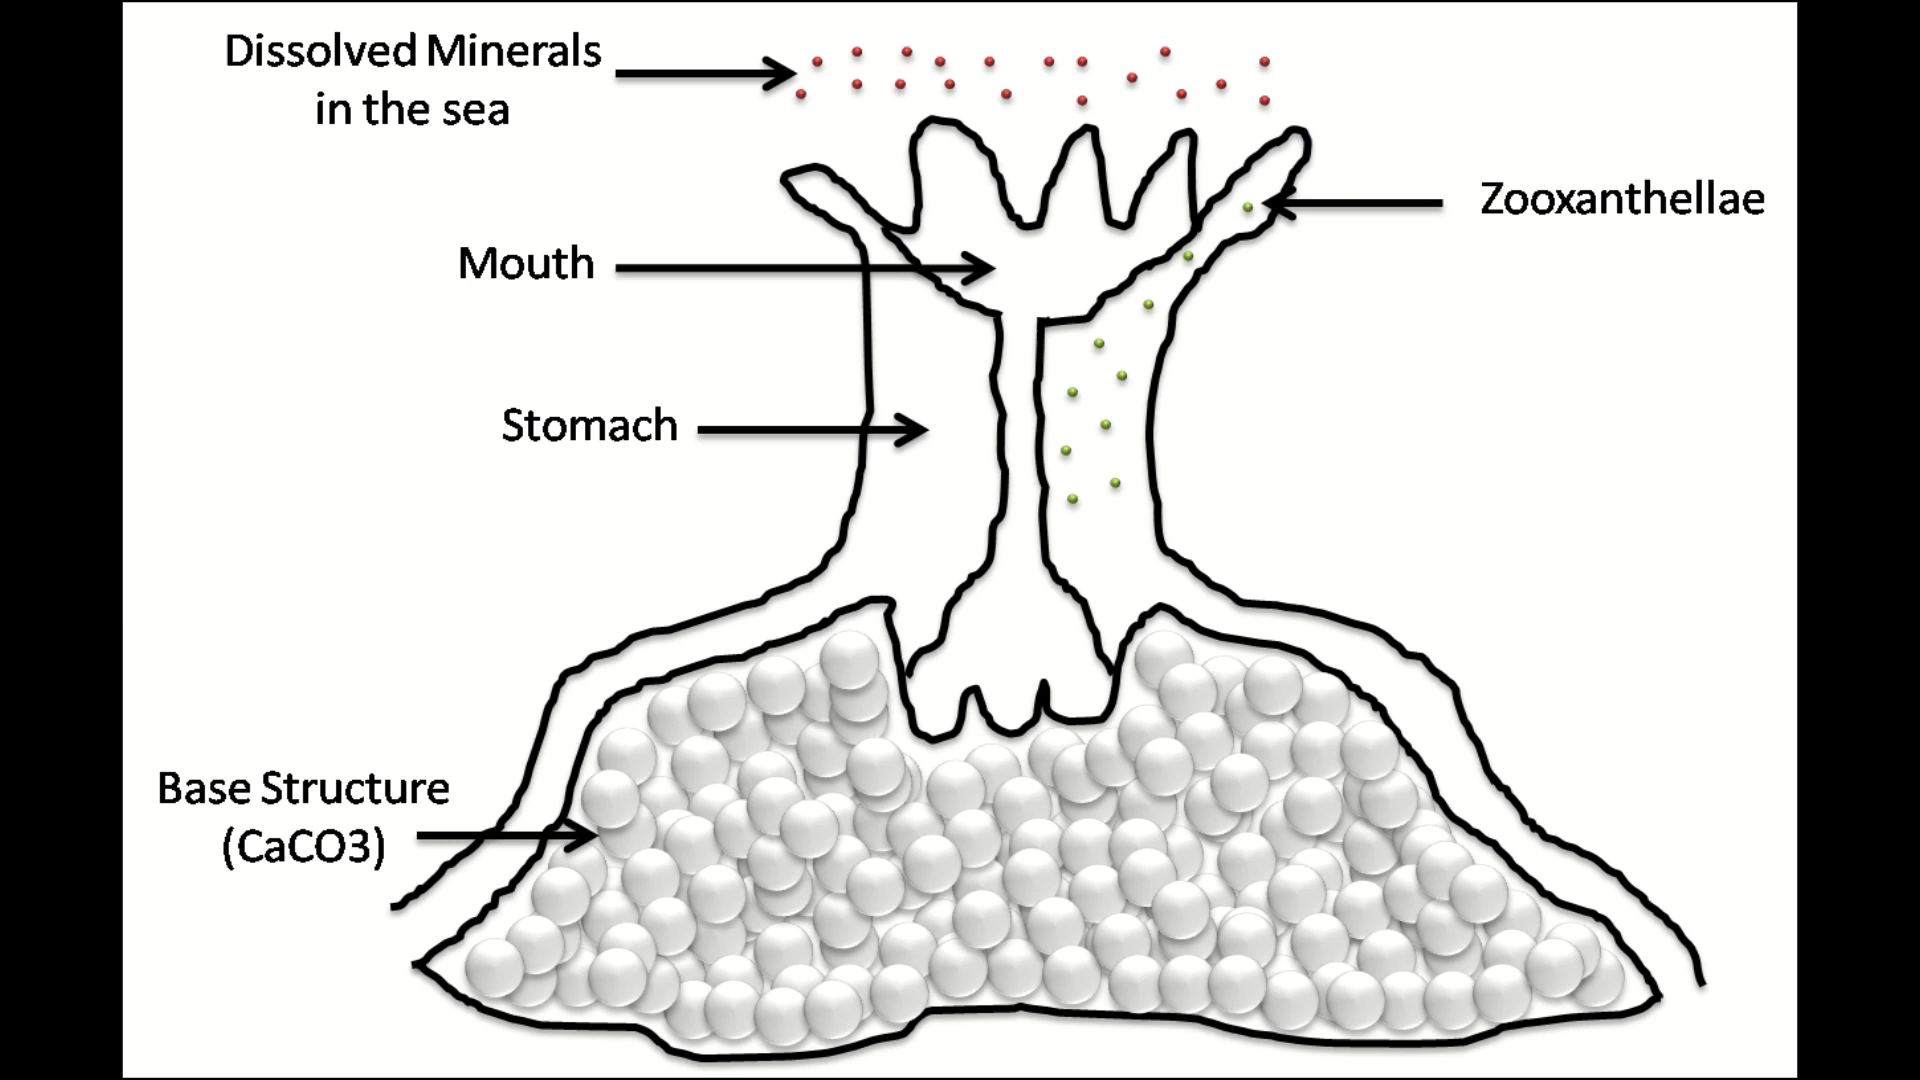 Dissolved Minerals
in the sea
Zooxanthellae
Mouth
Stomach
Base Structure
(CaCO3)